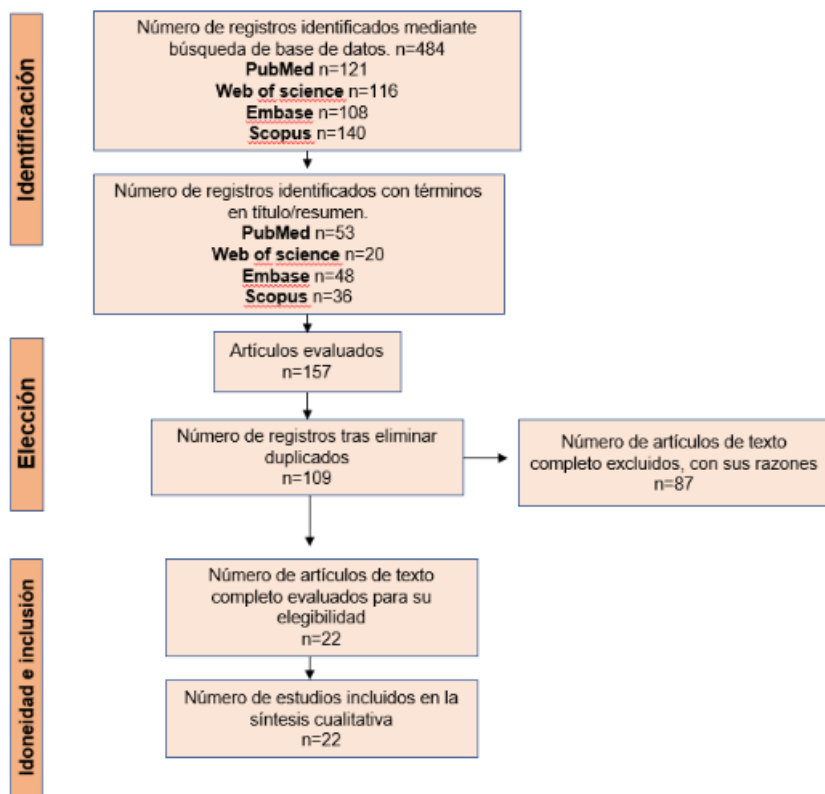 Identificación
Número de registros identificados mediante
búsqueda de base de datos. n=484
PubMed n=121
Web of science n=116
Embase n=108
Scopus n=140
Número de registros identificados con términos
en título/resumen.
PubMed n=53
Web of science n=20
Embase n=48
Scopus n=36
Elección
Artículos evaluados
n=157
Número de registros tras eliminar
duplicados
n=109
Número de artículos de texto
completo excluidos, con sus razones
n=87
Idoneidad e inclusión
Número de artículos de texto
completo evaluados para su
elegibilidad
n=22
Número de estudios incluidos en la
síntesis cualitativa
n=22